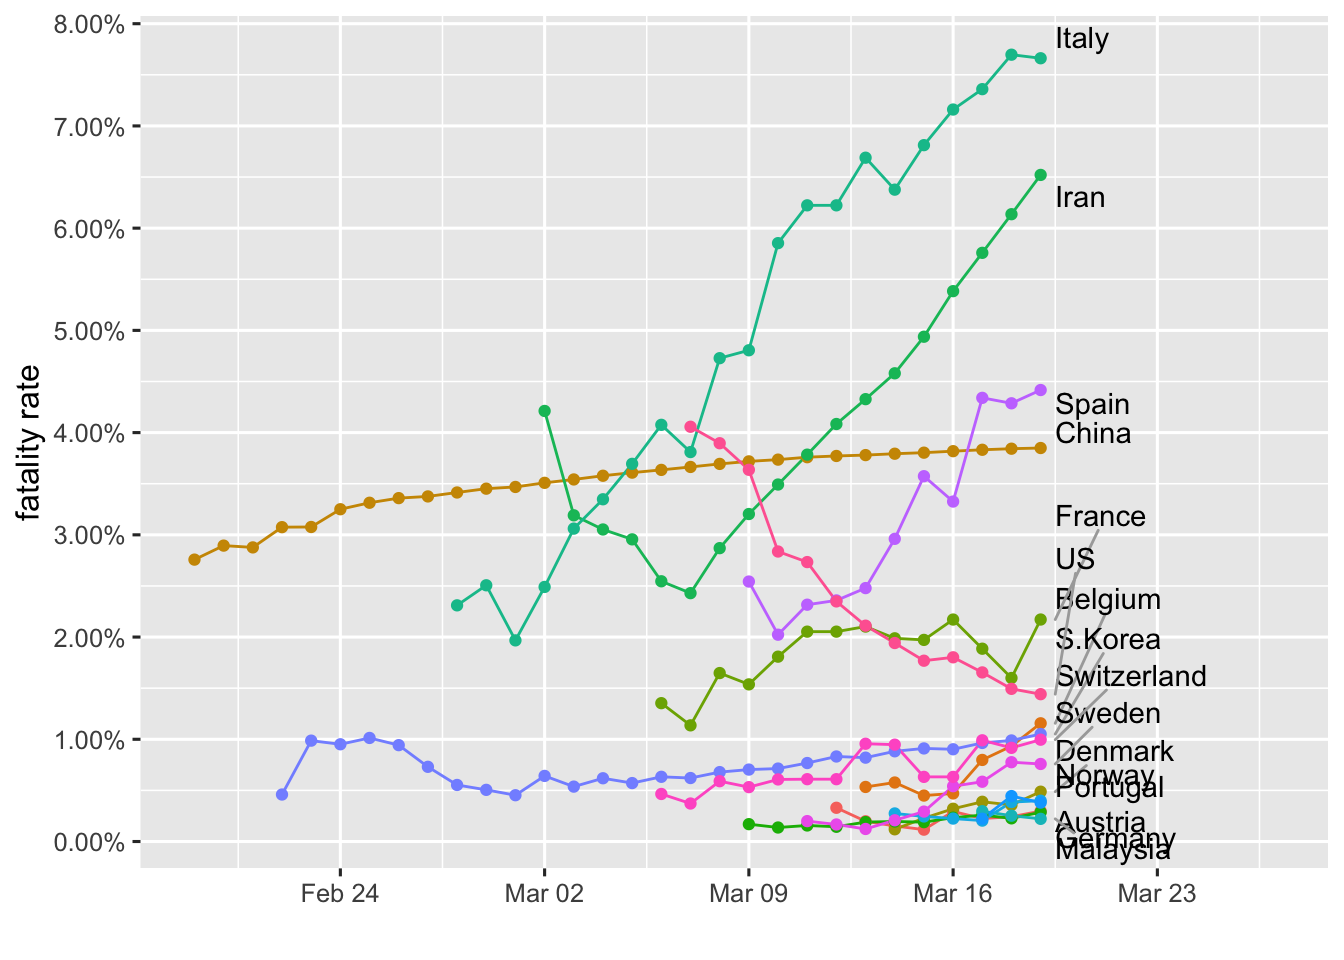 8.00%
7.00%
6.00%
5.00%
4.00%
3.00%
2.00%
1.00%
0.00%
fatality rate
Italy
Iran
Spain
China
France
US
Belgium
S.Korea
Switzerland
Sweden
Denmark
Norway
Portugal
Austria
Germany
Malaysia
Feb 24
Mar 02
Mar 09
Mar 16
Mar 23